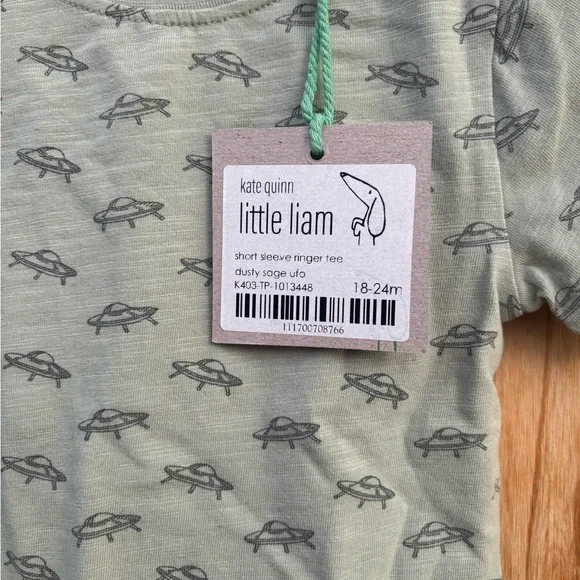 kate quinn
little liam
short sleeve ringer tee
dusty sage ufo
K403-TP-1013448 18-24m
111700708766